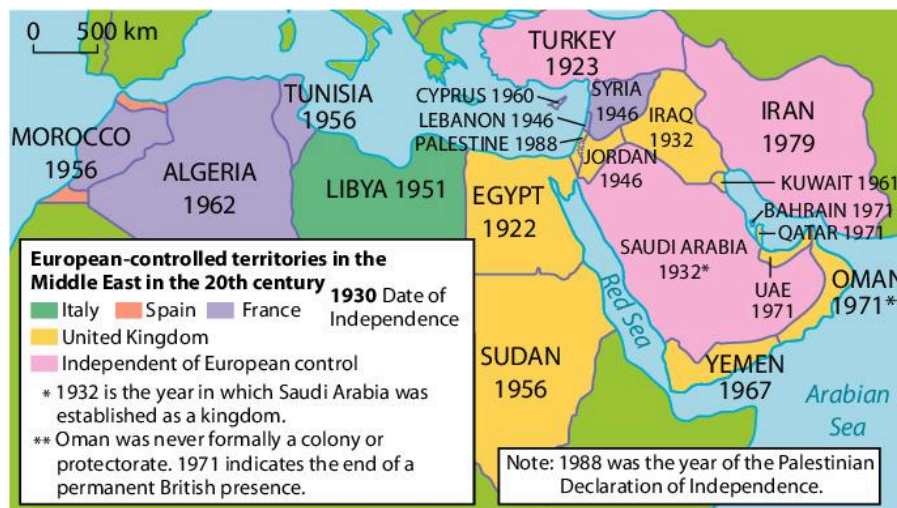 0 500 km
TURKEY
1923
CYPRUS 1960
SYRIA
1946
LEBANON 1946
PALESTINE 1988
IRAQ
1932
IRAN
1979
TUNISIA
1956
MOROCCO
1956
ALGERIA
1962
LIBYA 1951
EGYPT
1922
JORDAN
1946
KUWAIT 1961
BAHRAIN 1971
QATAR 1971
SAUDI ARABIA
1932*
UAE
1971
OMAN
1971**
Red Sea
SUDAN
1956
YEMEN
1967
Arabian
Sea
European-controlled territories in the
Middle East in the 20th century
Italy Spain France
1930 Date of
Independence
United Kingdom
Independent of European control
* 1932 is the year in which Saudi Arabia was
established as a kingdom.
** Oman was never formally a colony or
protectorate. 1971 indicates the end of a
permanent British presence.
Note: 1988 was the year of the Palestinian
Declaration of Independence.